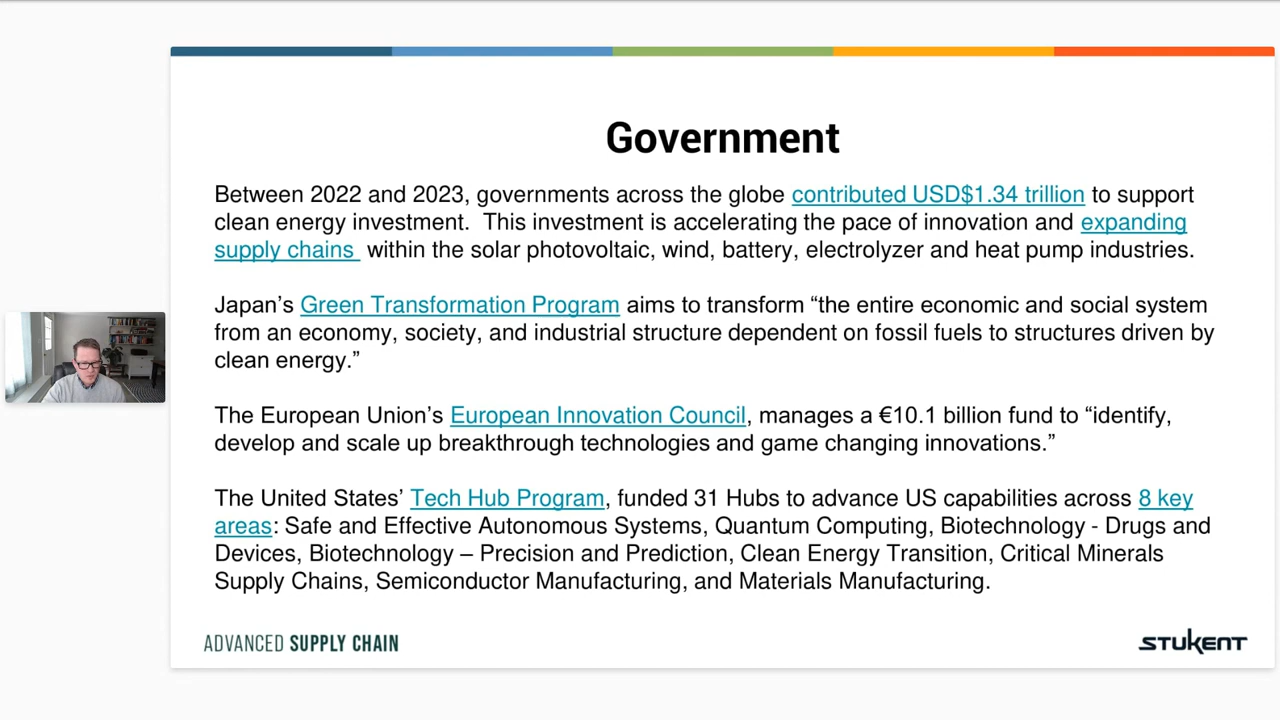 Government
Between 2022 and 2023, governments across the globe contributed USD$1.34 trillion to support
clean energy investment.  This investment is accelerating the pace of innovation and expanding
supply chains  within the solar photovoltaic, wind, battery, electrolyzer and heat pump industries.
Japan’s Green Transformation Program aims to transform “the entire economic and social system
from an economy, society, and industrial structure dependent on fossil fuels to structures driven by
clean energy.”
The European Union’s European Innovation Council, manages a €10.1 billion fund to “identify,
develop and scale up breakthrough technologies and game changing innovations.”
The United States’ Tech Hub Program, funded 31 Hubs to advance US capabilities across 8 key
areas: Safe and Effective Autonomous Systems, Quantum Computing, Biotechnology - Drugs and
Devices, Biotechnology – Precision and Prediction, Clean Energy Transition, Critical Minerals
Supply Chains, Semiconductor Manufacturing, and Materials Manufacturing.
ADVANCED SUPPLY CHAIN
STUKENT